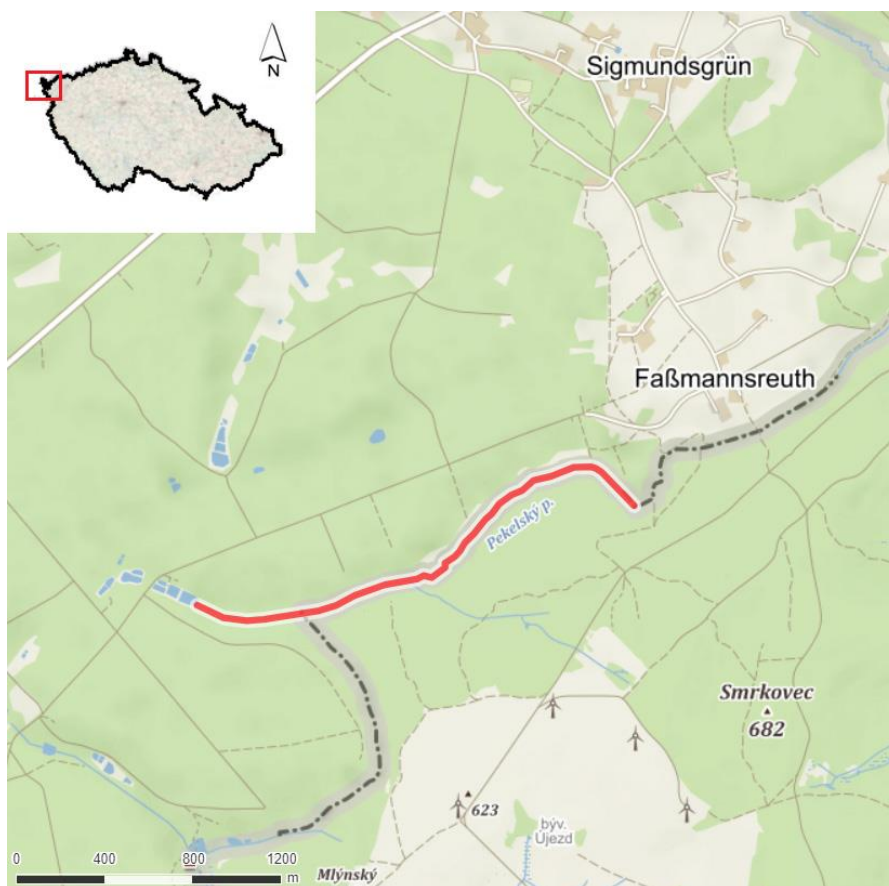 N
Sigmundsgrün
Faßmannsreuth
Pekelský p.
Smrkovec
682
623
býv.
Újezd
Mlýnský
0 400 800 1200
m